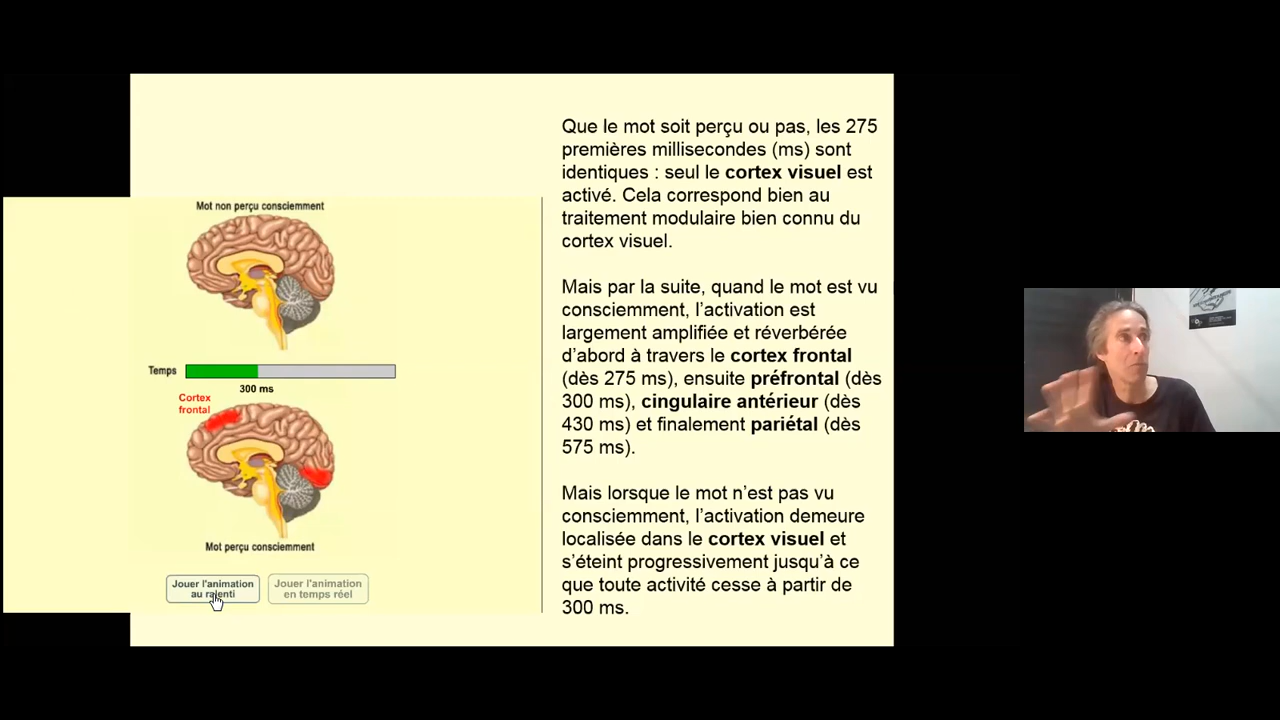 Mot non perçu consciemment
Temps
300 ms
Cortex
frontal
Mot perçu consciemment
Jouer l'animation
au ralenti
Jouer l'animation
en temps réel
Que le mot soit perçu ou pas, les 275
premières millisecondes (ms) sont
identiques : seul le cortex visuel est
activé. Cela correspond bien au
traitement modulaire bien connu du
cortex visuel.
Mais par la suite, quand le mot est vu
consciemment, l’activation est
largement amplifiée et réverbérée
d’abord à travers le cortex frontal
(dès 275 ms), ensuite préfrontal (dès
300 ms), cingulaire antérieur (dès
430 ms) et finalement pariétal (dès
575 ms).
Mais lorsque le mot n’est pas vu
consciemment, l’activation demeure
localisée dans le cortex visuel et
s’éteint progressivement jusqu’à ce
que toute activité cesse à partir de
300 ms.